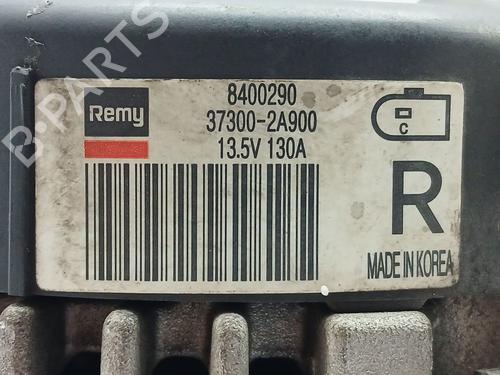 B-PARTS
Remy
8400290
37300-2A900
13.5V 130A
C
R
MADE IN KOREA